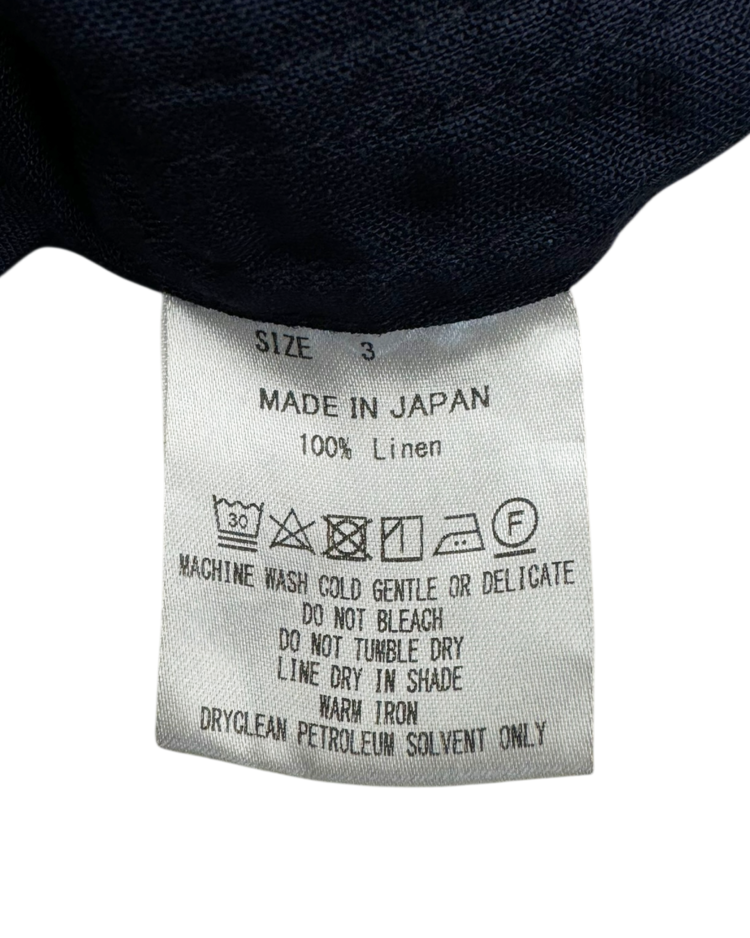 SIZE 3
MADE IN JAPAN
100% Linen
30 F
MACHINE WASH COLD GENTLE OR DELICATE
DO NOT BLEACH
DO NOT TUMBLE DRY
LINE DRY IN SHADE
WARM IRON
DRYCLEAN PETROLEUM SOLVENT ONLY